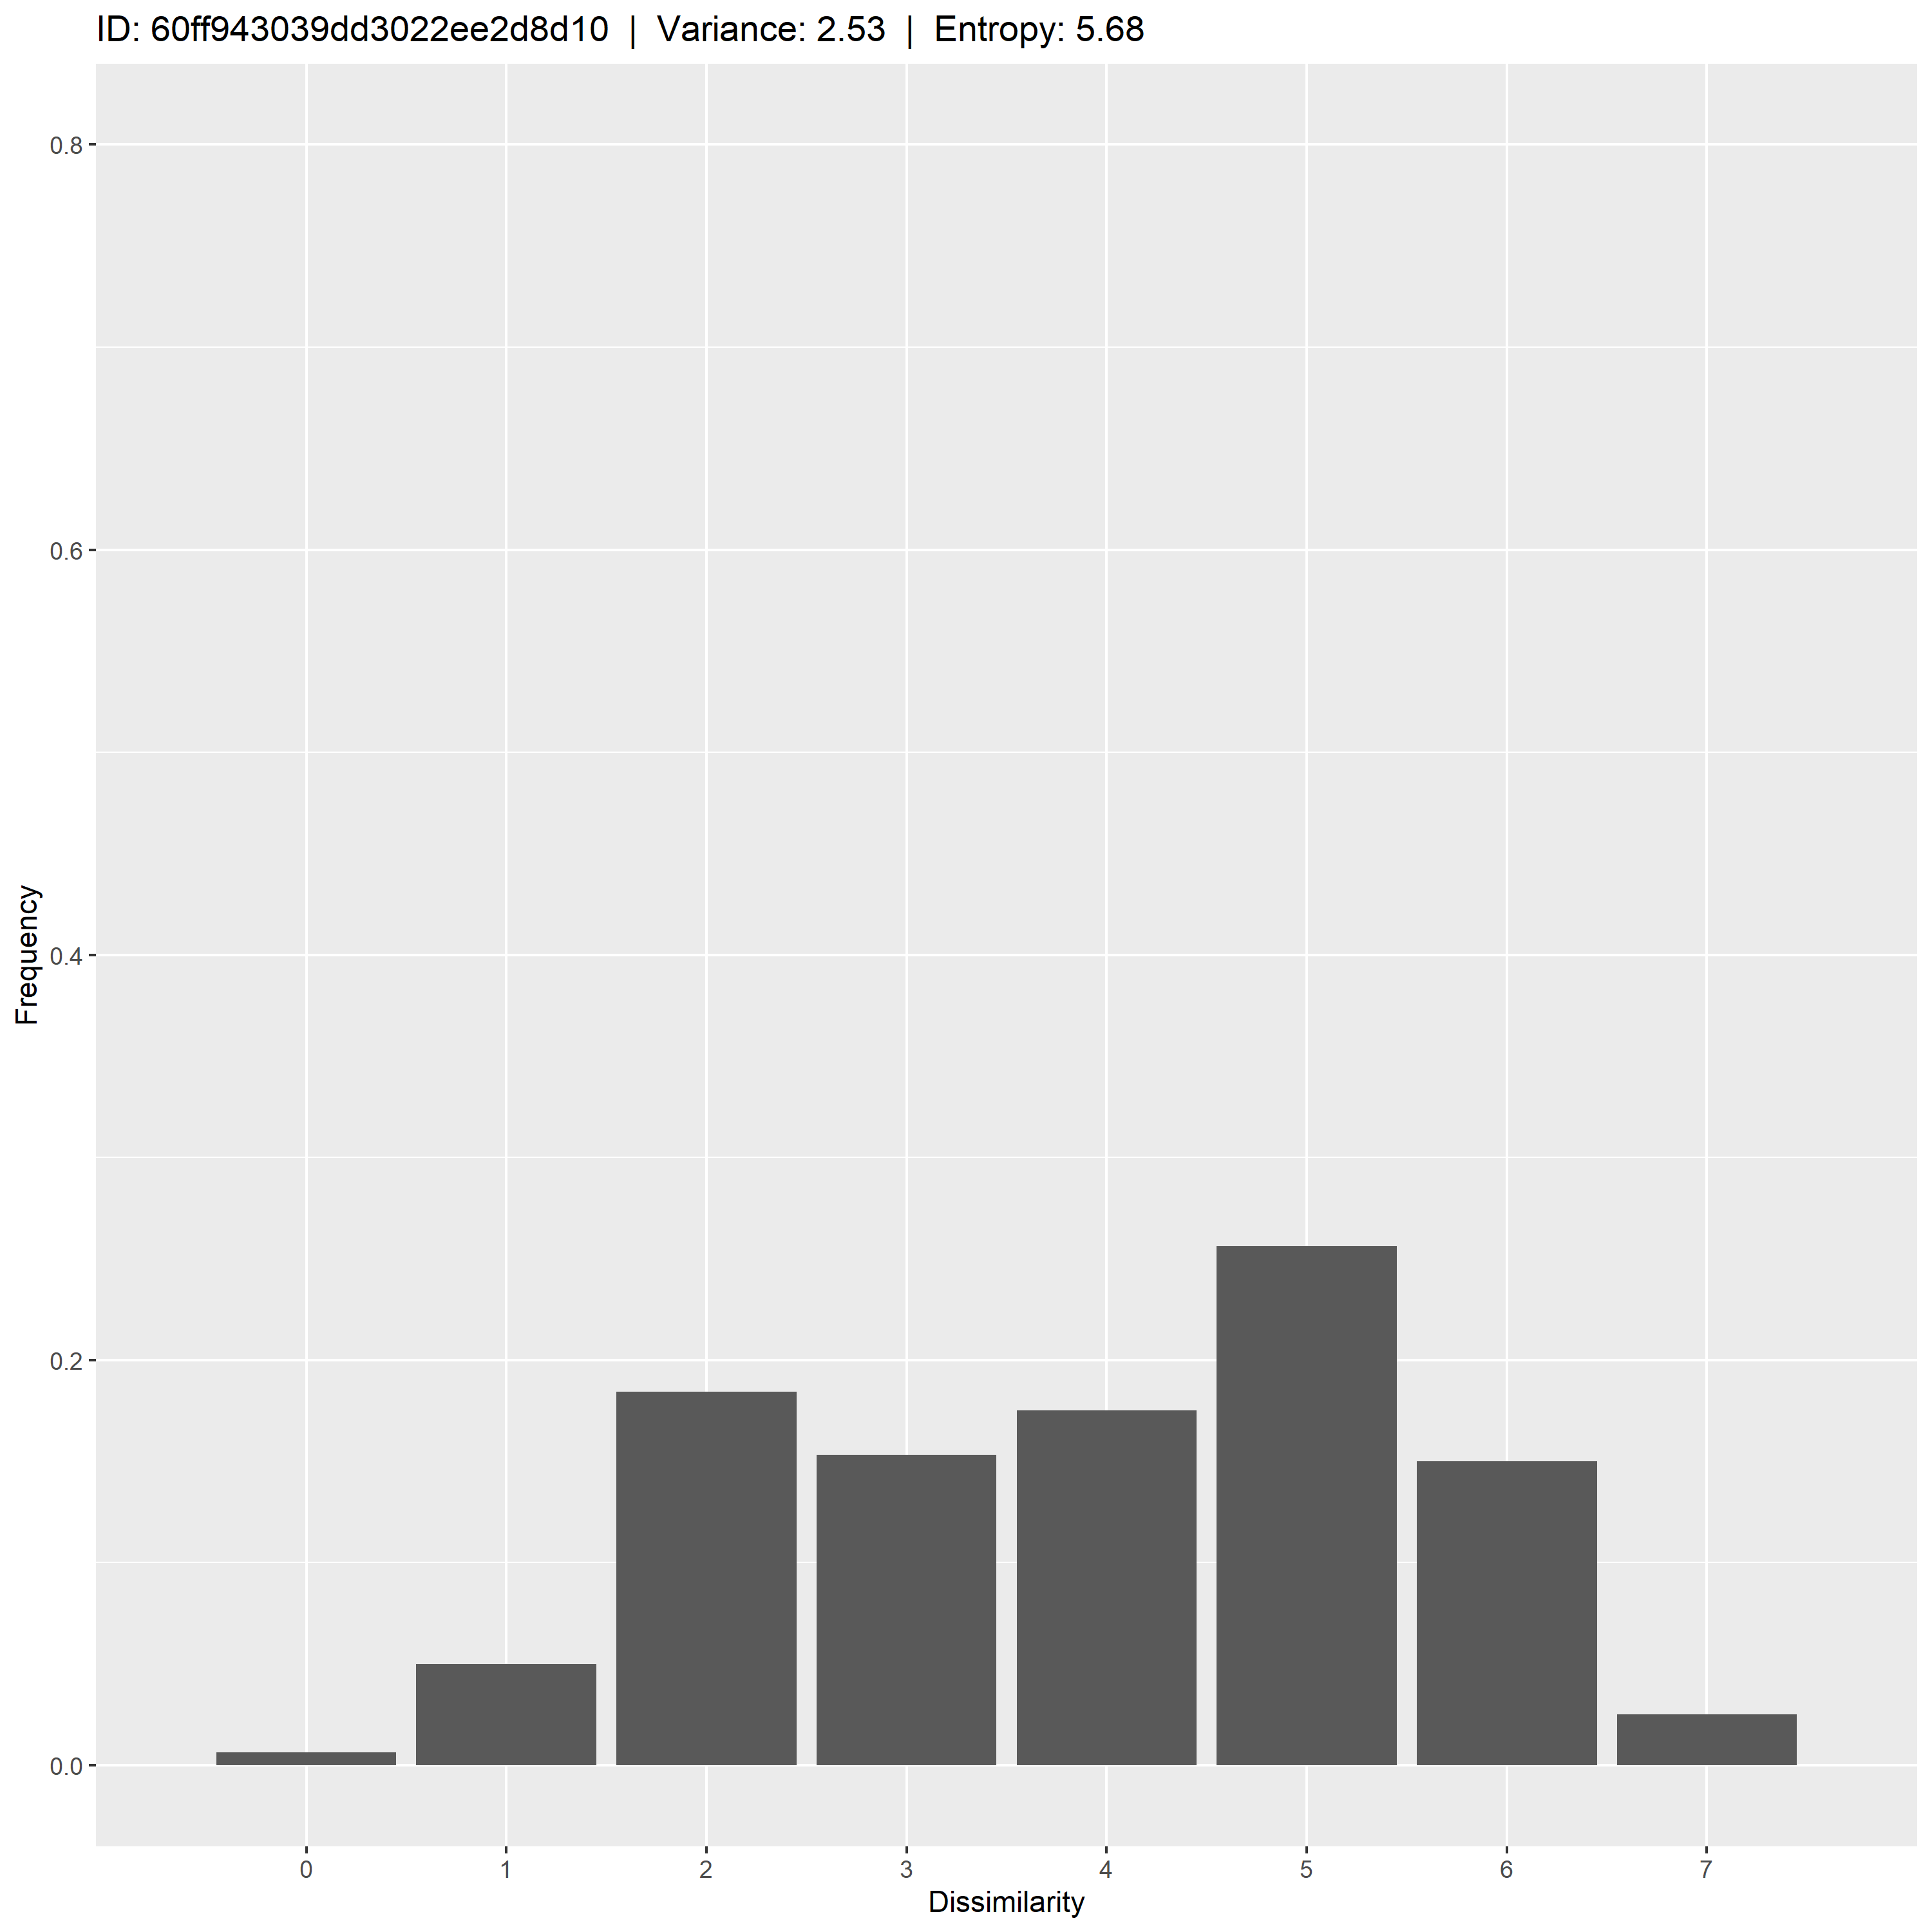 ID: 60ff943039dd3022ee2d8d10 | Variance: 2.53 | Entropy: 5.68
0.8
0.6
0.4
0.2
0.0
Frequency
0 1 2 3 4 5 6 7
Dissimilarity